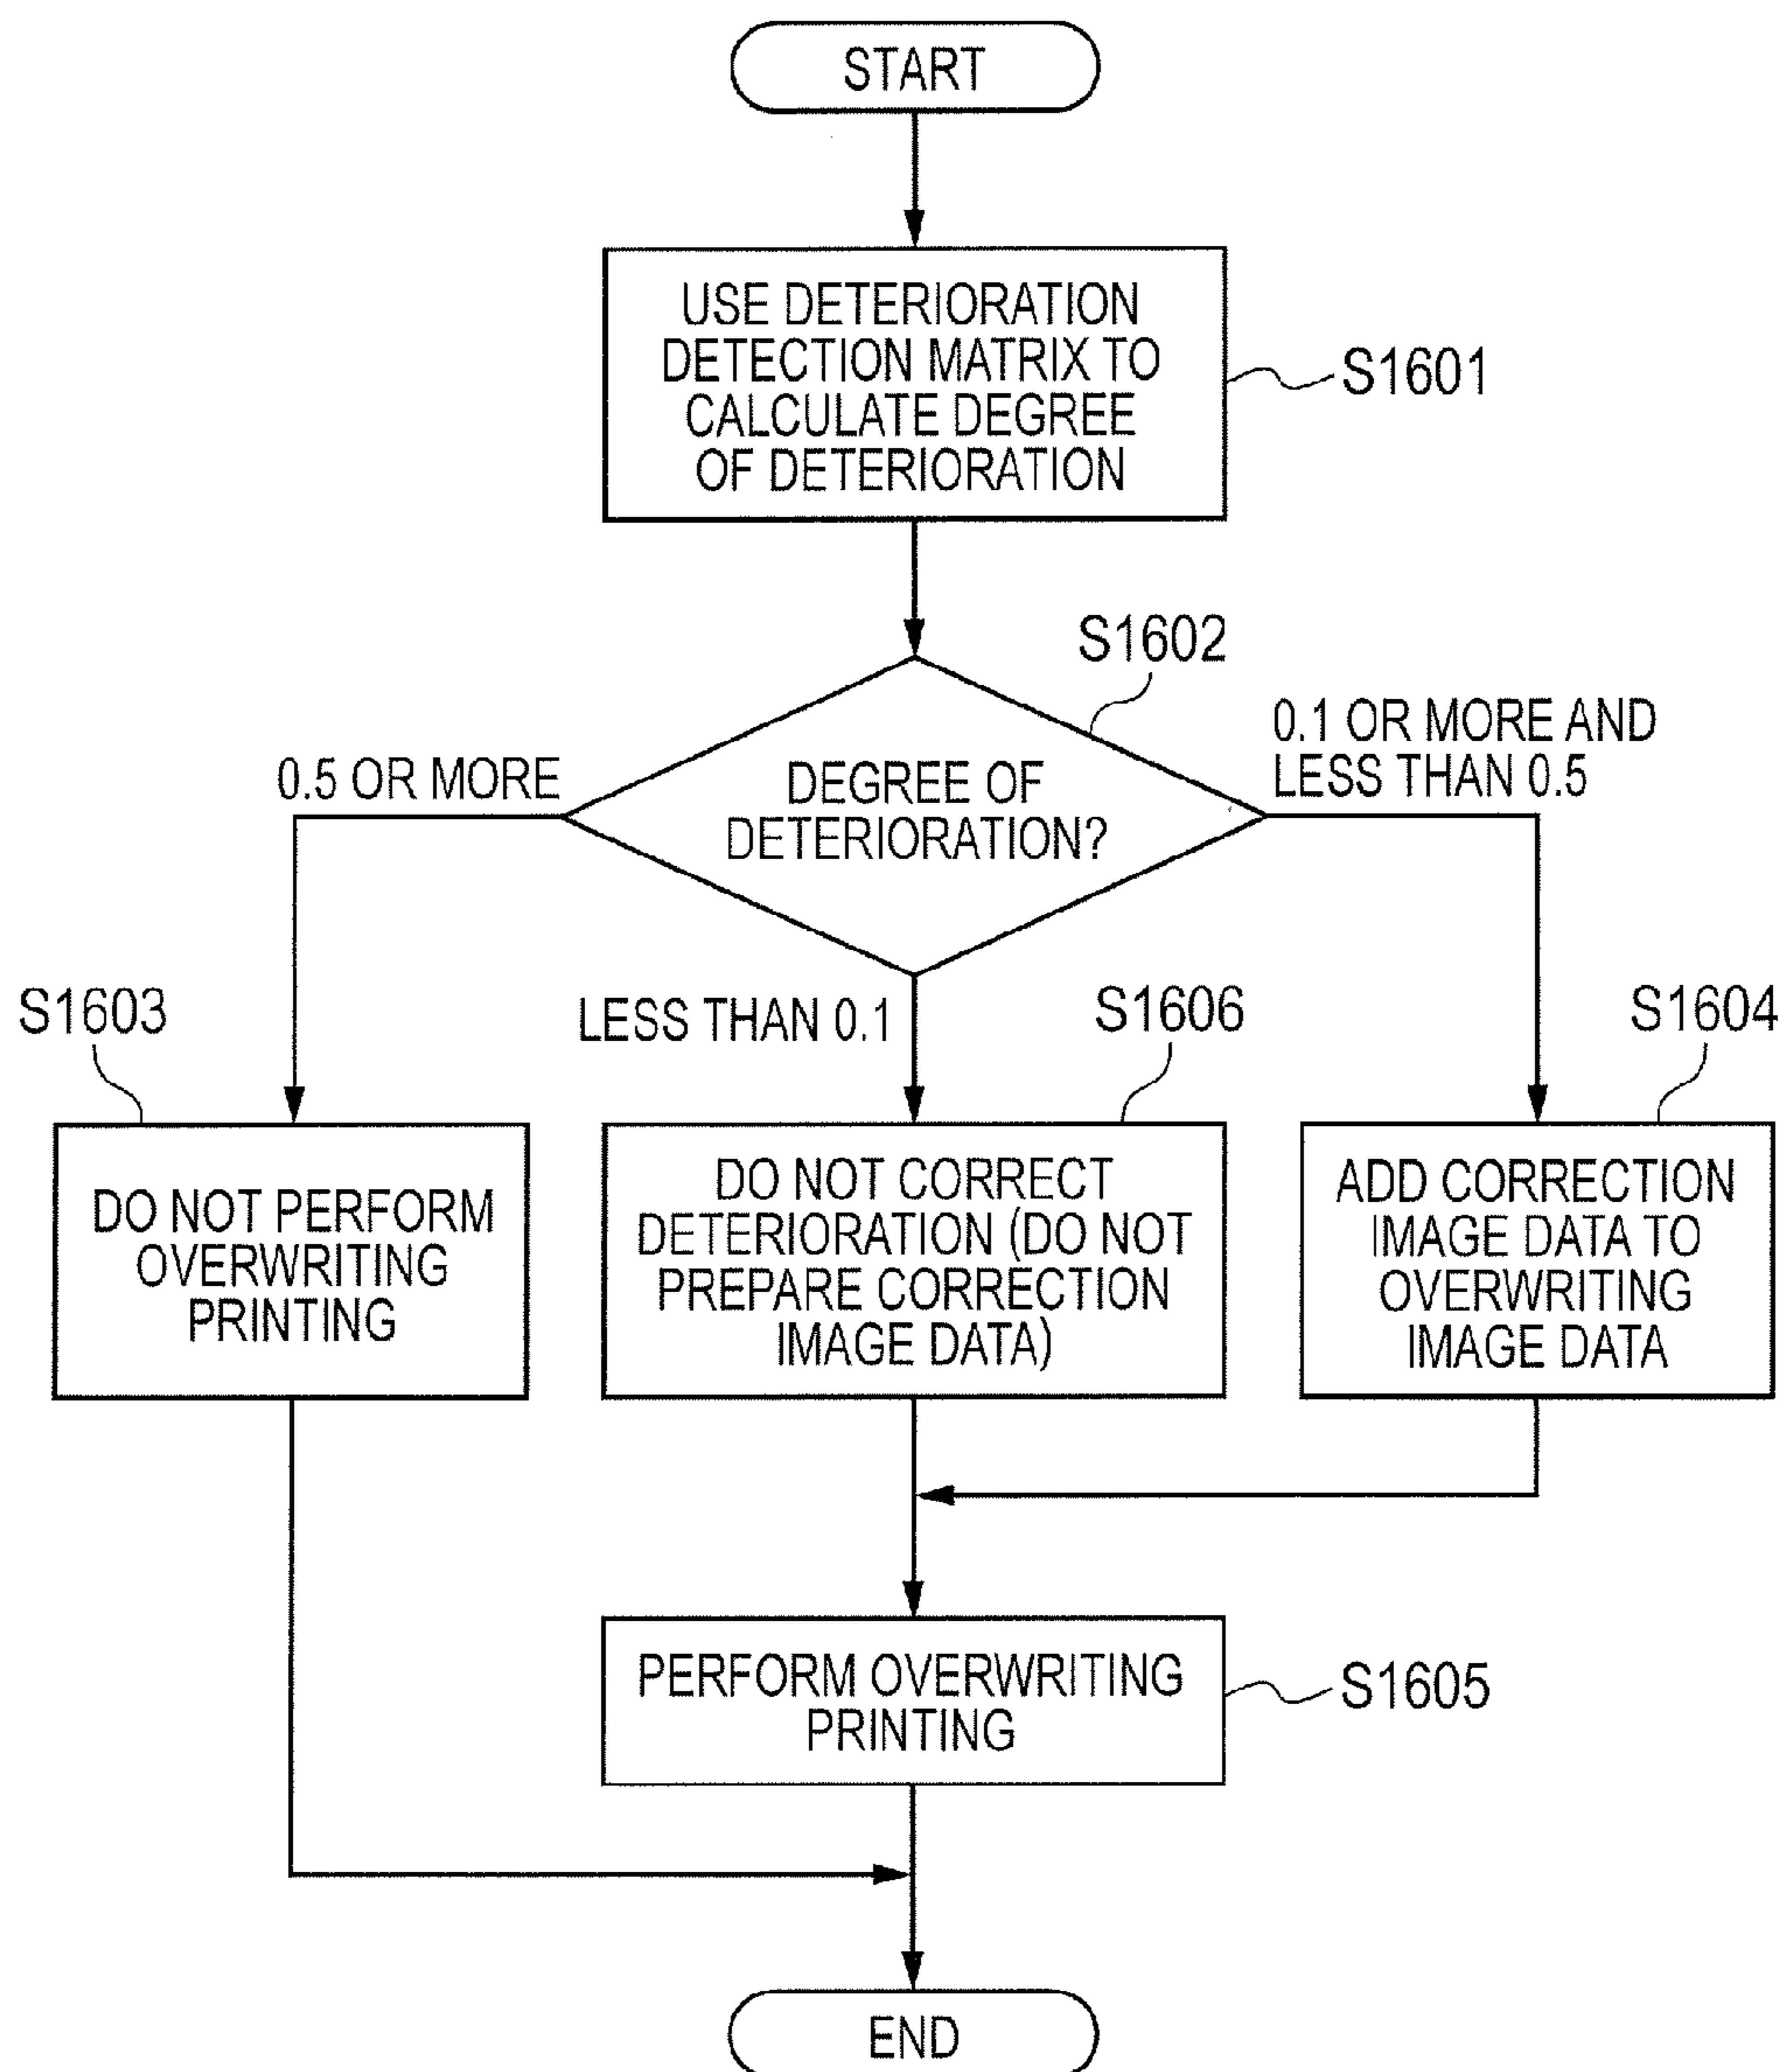 START
USE DETERIORATION
DETECTION MATRIX TO
CALCULATE DEGREE
OF DETERIORATION
S1601
S1602
DEGREE OF
DETERIORATION?
0.5 OR MORE
0.1 OR MORE AND
LESS THAN 0.5
LESS THAN 0.1
S1603
DO NOT PERFORM
OVERWRITING
PRINTING
S1606
DO NOT CORRECT
DETERIORATION (DO NOT
PREPARE CORRECTION
IMAGE DATA)
S1604
ADD CORRECTION
IMAGE DATA TO
OVERWRITING
IMAGE DATA
PERFORM OVERWRITING
PRINTING
S1605
END